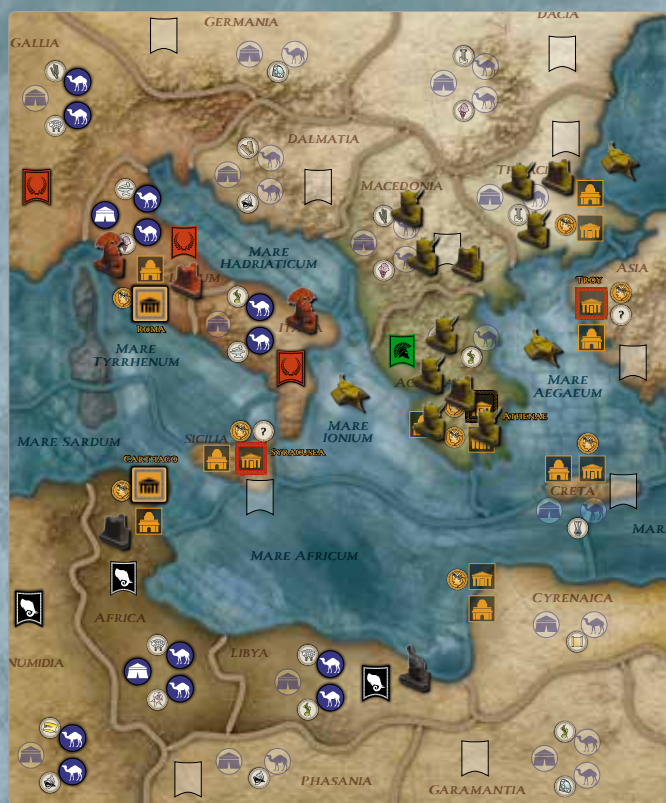 GERMANIA
DACIA
GALLIA
DALMATIA
MACEDONIA
MARE
HADRIATICUM
ASIA
TROY
?
ROMA
MARE
TYRRHENUM
MARE
AEGAEUM
ATHENAE
MARE
IONIUM
MARE SARDUM
SICILIA
?
SYRACUSEA
CARTHAGO
CRETA
MARE AFRICUM
CYRENAICA
AFRICA
LIBYA
NUMIDIA
PHASANIA
GARAMANTIA